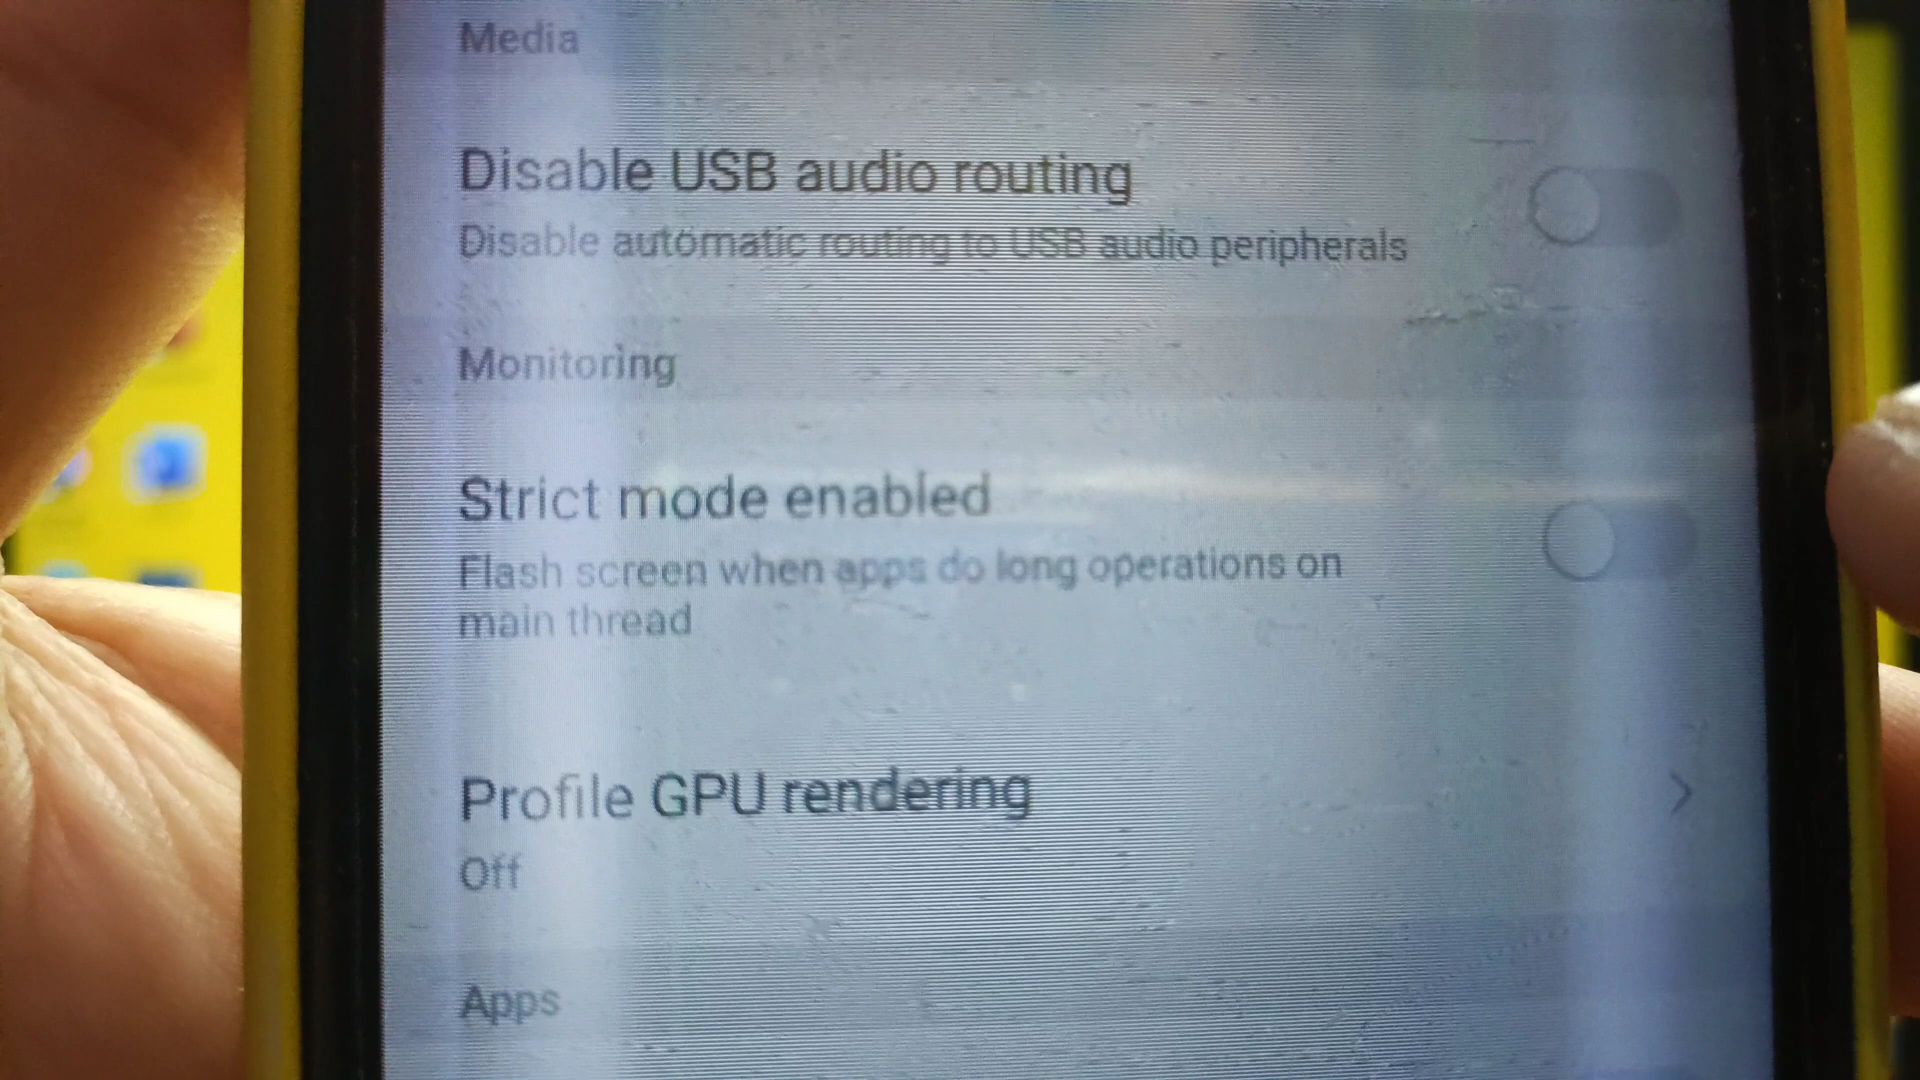 Media
Disable USB audio routing
Disable automatic routing to USB audio peripherals
Monitoring
Strict mode enabled
Flash screen when apps do long operations on
main thread
Profile GPU rendering
Off
Apps